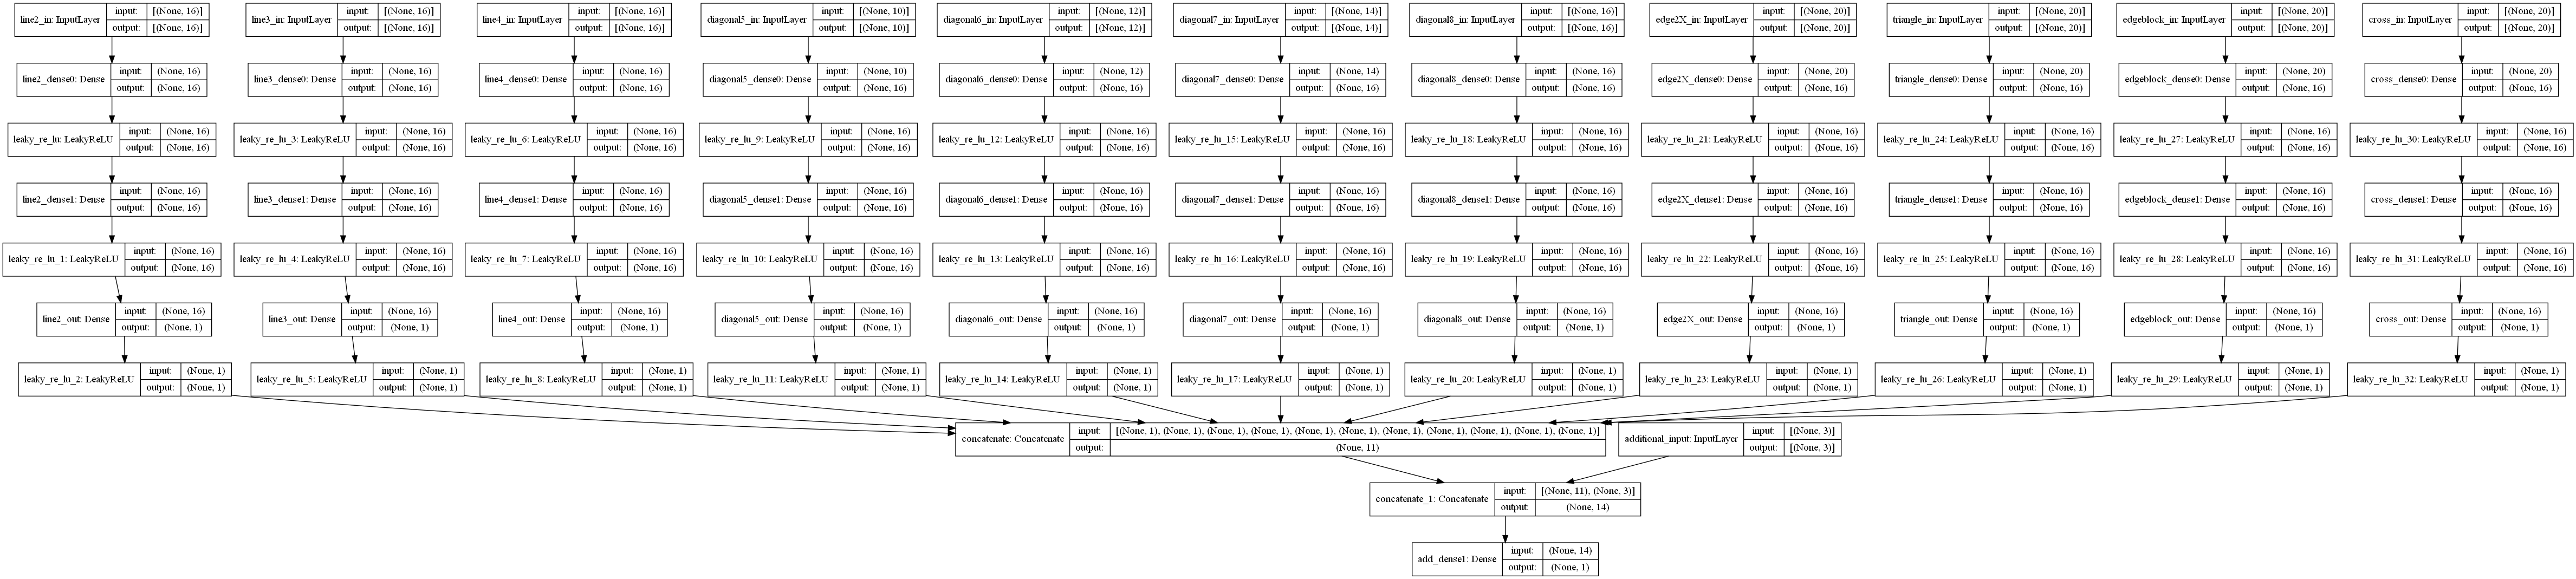 line2_in: InputLayer input: [(None, 16)] output: [(None, 16)]
line3_in: InputLayer input: [(None, 16)] output: [(None, 16)]
line4_in: InputLayer input: [(None, 16)] output: [(None, 16)]
diagonal5_in: InputLayer input: [(None, 10)] output: [(None, 10)]
diagonal6_in: InputLayer input: [(None, 12)] output: [(None, 12)]
diagonal7_in: InputLayer input: [(None, 14)] output: [(None, 14)]
diagonal8_in: InputLayer input: [(None, 16)] output: [(None, 16)]
edge2X_in: InputLayer input: [(None, 20)] output: [(None, 20)]
triangle_in: InputLayer input: [(None, 20)] output: [(None, 20)]
edgeblock_in: InputLayer input: [(None, 20)] output: [(None, 20)]
cross_in: InputLayer input: [(None, 20)] output: [(None, 20)]
line2_dense0: Dense input: (None, 16) output: (None, 16)
line3_dense0: Dense input: (None, 16) output: (None, 16)
line4_dense0: Dense input: (None, 16) output: (None, 16)
diagonal5_dense0: Dense input: (None, 10) output: (None, 16)
diagonal6_dense0: Dense input: (None, 12) output: (None, 16)
diagonal7_dense0: Dense input: (None, 14) output: (None, 16)
diagonal8_dense0: Dense input: (None, 16) output: (None, 16)
edge2X_dense0: Dense input: (None, 20) output: (None, 16)
triangle_dense0: Dense input: (None, 20) output: (None, 16)
edgeblock_dense0: Dense input: (None, 20) output: (None, 16)
cross_dense0: Dense input: (None, 20) output: (None, 16)
leaky_re_lu: LeakyReLU input: (None, 16) output: (None, 16)
leaky_re_lu_3: LeakyReLU input: (None, 16) output: (None, 16)
leaky_re_lu_6: LeakyReLU input: (None, 16) output: (None, 16)
leaky_re_lu_9: LeakyReLU input: (None, 16) output: (None, 16)
leaky_re_lu_12: LeakyReLU input: (None, 16) output: (None, 16)
leaky_re_lu_15: LeakyReLU input: (None, 16) output: (None, 16)
leaky_re_lu_18: LeakyReLU input: (None, 16) output: (None, 16)
leaky_re_lu_21: LeakyReLU input: (None, 16) output: (None, 16)
leaky_re_lu_24: LeakyReLU input: (None, 16) output: (None, 16)
leaky_re_lu_27: LeakyReLU input: (None, 16) output: (None, 16)
leaky_re_lu_30: LeakyReLU input: (None, 16) output: (None, 16)
line2_dense1: Dense input: (None, 16) output: (None, 16)
line3_dense1: Dense input: (None, 16) output: (None, 16)
line4_dense1: Dense input: (None, 16) output: (None, 16)
diagonal5_dense1: Dense input: (None, 16) output: (None, 16)
diagonal6_dense1: Dense input: (None, 16) output: (None, 16)
diagonal7_dense1: Dense input: (None, 16) output: (None, 16)
diagonal8_dense1: Dense input: (None, 16) output: (None, 16)
edge2X_dense1: Dense input: (None, 16) output: (None, 16)
triangle_dense1: Dense input: (None, 16) output: (None, 16)
edgeblock_dense1: Dense input: (None, 16) output: (None, 16)
cross_dense1: Dense input: (None, 16) output: (None, 16)
leaky_re_lu_1: LeakyReLU input: (None, 16) output: (None, 16)
leaky_re_lu_4: LeakyReLU input: (None, 16) output: (None, 16)
leaky_re_lu_7: LeakyReLU input: (None, 16) output: (None, 16)
leaky_re_lu_10: LeakyReLU input: (None, 16) output: (None, 16)
leaky_re_lu_13: LeakyReLU input: (None, 16) output: (None, 16)
leaky_re_lu_16: LeakyReLU input: (None, 16) output: (None, 16)
leaky_re_lu_19: LeakyReLU input: (None, 16) output: (None, 16)
leaky_re_lu_22: LeakyReLU input: (None, 16) output: (None, 16)
leaky_re_lu_25: LeakyReLU input: (None, 16) output: (None, 16)
leaky_re_lu_28: LeakyReLU input: (None, 16) output: (None, 16)
leaky_re_lu_31: LeakyReLU input: (None, 16) output: (None, 16)
line2_out: Dense input: (None, 16) output: (None, 1)
line3_out: Dense input: (None, 16) output: (None, 1)
line4_out: Dense input: (None, 16) output: (None, 1)
diagonal5_out: Dense input: (None, 16) output: (None, 1)
diagonal6_out: Dense input: (None, 16) output: (None, 1)
diagonal7_out: Dense input: (None, 16) output: (None, 1)
diagonal8_out: Dense input: (None, 16) output: (None, 1)
edge2X_out: Dense input: (None, 16) output: (None, 1)
triangle_out: Dense input: (None, 16) output: (None, 1)
edgeblock_out: Dense input: (None, 16) output: (None, 1)
cross_out: Dense input: (None, 16) output: (None, 1)
leaky_re_lu_2: LeakyReLU input: (None, 1) output: (None, 1)
leaky_re_lu_5: LeakyReLU input: (None, 1) output: (None, 1)
leaky_re_lu_8: LeakyReLU input: (None, 1) output: (None, 1)
leaky_re_lu_11: LeakyReLU input: (None, 1) output: (None, 1)
leaky_re_lu_14: LeakyReLU input: (None, 1) output: (None, 1)
leaky_re_lu_17: LeakyReLU input: (None, 1) output: (None, 1)
leaky_re_lu_20: LeakyReLU input: (None, 1) output: (None, 1)
leaky_re_lu_23: LeakyReLU input: (None, 1) output: (None, 1)
leaky_re_lu_26: LeakyReLU input: (None, 1) output: (None, 1)
leaky_re_lu_29: LeakyReLU input: (None, 1) output: (None, 1)
leaky_re_lu_32: LeakyReLU input: (None, 1) output: (None, 1)
concatenate: Concatenate input: [(None, 1), (None, 1), (None, 1), (None, 1), (None, 1), (None, 1), (None, 1), (None, 1), (None, 1), (None, 1), (None, 1)] output: (None, 11)
additional_input: InputLayer input: [(None, 3)] output: [(None, 3)]
concatenate_1: Concatenate input: [(None, 11), (None, 3)] output: (None, 14)
add_dense1: Dense input: (None, 14) output: (None, 1)